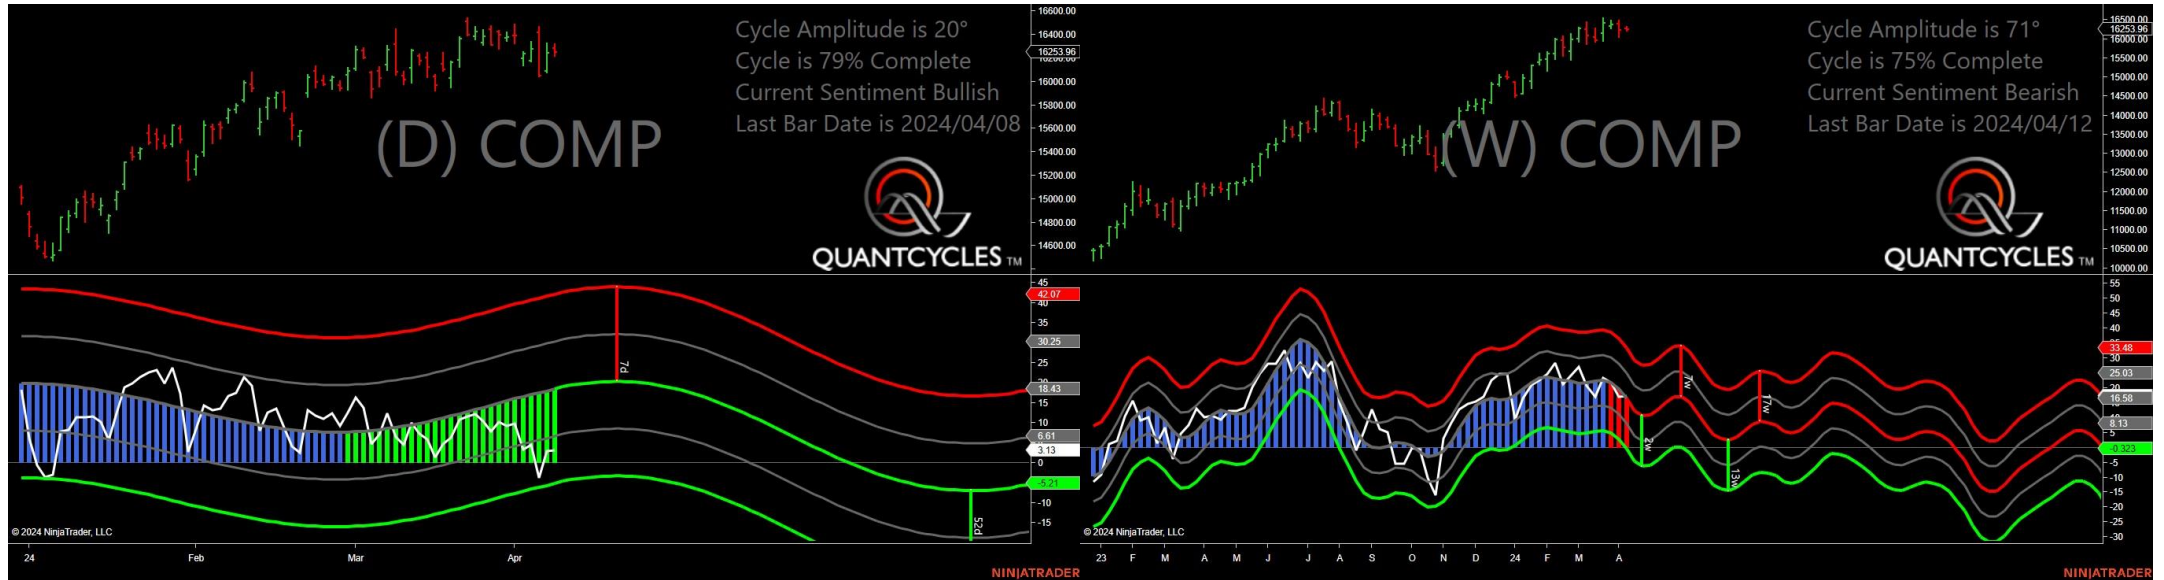 Cycle Amplitude is 20°
Cycle is 79% Complete
Current Sentiment Bullish
Last Bar Date is 2024/04/08
(D) COMP
QUANTCYCLES TM
16600.00
16400.00
16253.96
16200.00
16000.00
15800.00
15600.00
15400.00
15200.00
15000.00
14800.00
14600.00
45
42.07
40
35
30.25
25
20
18.43
15
10
6.61
3.13
0
-5.21
-10
-15
7d
52d
© 2024 NinjaTrader, LLC
24 Feb Mar Apr
NINJATRADER
Cycle Amplitude is 71°
Cycle is 75% Complete
Current Sentiment Bearish
Last Bar Date is 2024/04/12
(W) COMP
QUANTCYCLES TM
16500.00
16253.96
16000.00
15500.00
15000.00
14500.00
14000.00
13500.00
13000.00
12500.00
12000.00
11500.00
11000.00
10500.00
10000.00
55
50
45
40
35
33.48
30
25.03
20
16.58
10
8.13
5
-0.323
-5
-10
-15
-20
-25
-30
2w
7w
13w
17w
© 2024 NinjaTrader, LLC
23 F M A M J J A S O N D 24 F M A
NINJATRADER